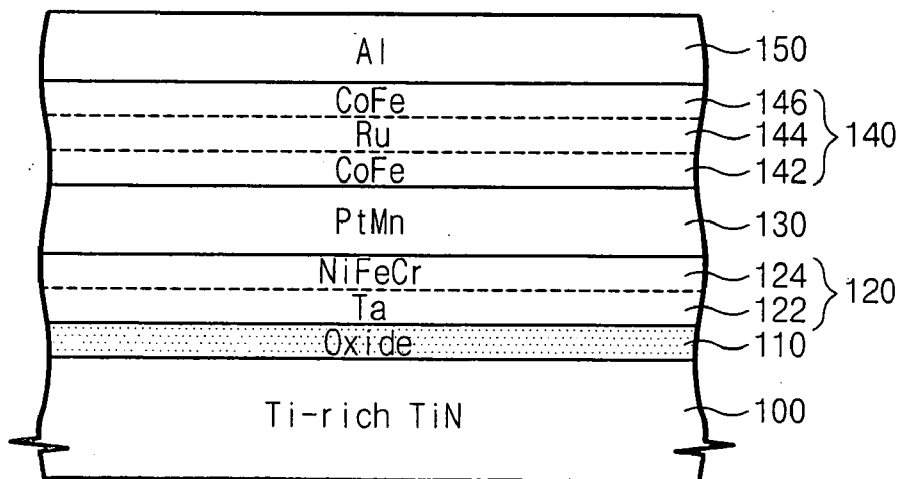 Al 150
CoFe 146
Ru 144 140
CoFe 142
PtMn 130
NiFeCr 124 120
Ta 122
Oxide 110
Ti-rich TiN 100